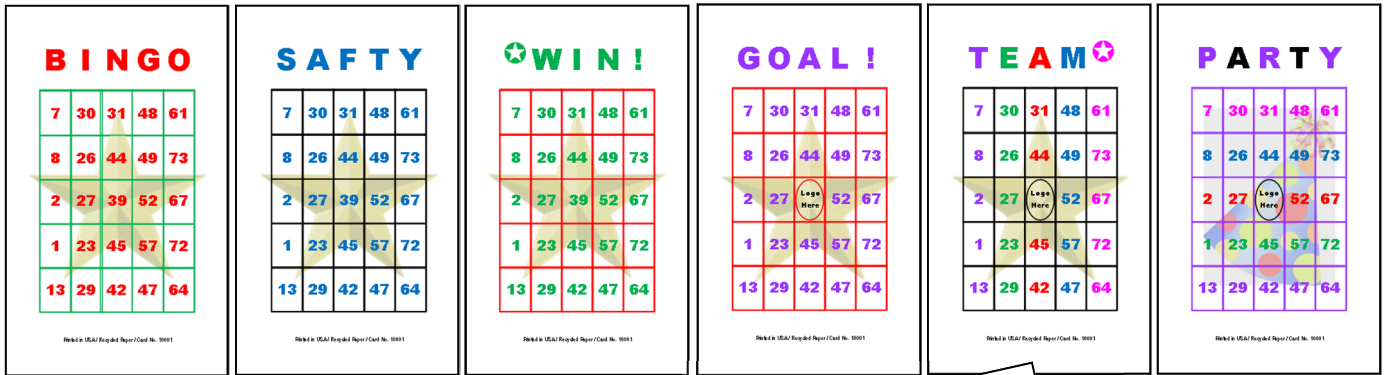 BINGO
7 30 31 48 61
8 26 44 49 73
2 27 39 52 67
1 23 45 57 72
13 29 42 47 64
Printed in USA / Recycled Paper / Card No. 10001
SAFTY
7 30 31 48 61
8 26 44 49 73
2 27 39 52 67
1 23 45 57 72
13 29 42 47 64
Printed in USA / Recycled Paper / Card No. 10001
WIN!
7 30 31 48 61
8 26 44 49 73
2 27 39 52 67
1 23 45 57 72
13 29 42 47 64
Printed in USA / Recycled Paper / Card No. 10001
GOAL!
7 30 31 48 61
8 26 44 49 73
2 27 Logo Here 52 67
1 23 45 57 72
13 29 42 47 64
Printed in USA / Recycled Paper / Card No. 10001
TEAM
7 30 31 48 61
8 26 44 49 73
2 27 Logo Here 52 67
1 23 45 57 72
13 29 42 47 64
Printed in USA / Recycled Paper / Card No. 10001
PARTY
7 30 31 48 61
8 26 44 49 73
2 27 Logo Here 52 67
1 23 45 57 72
13 29 42 47 64
Printed in USA / Recycled Paper / Card No. 10001